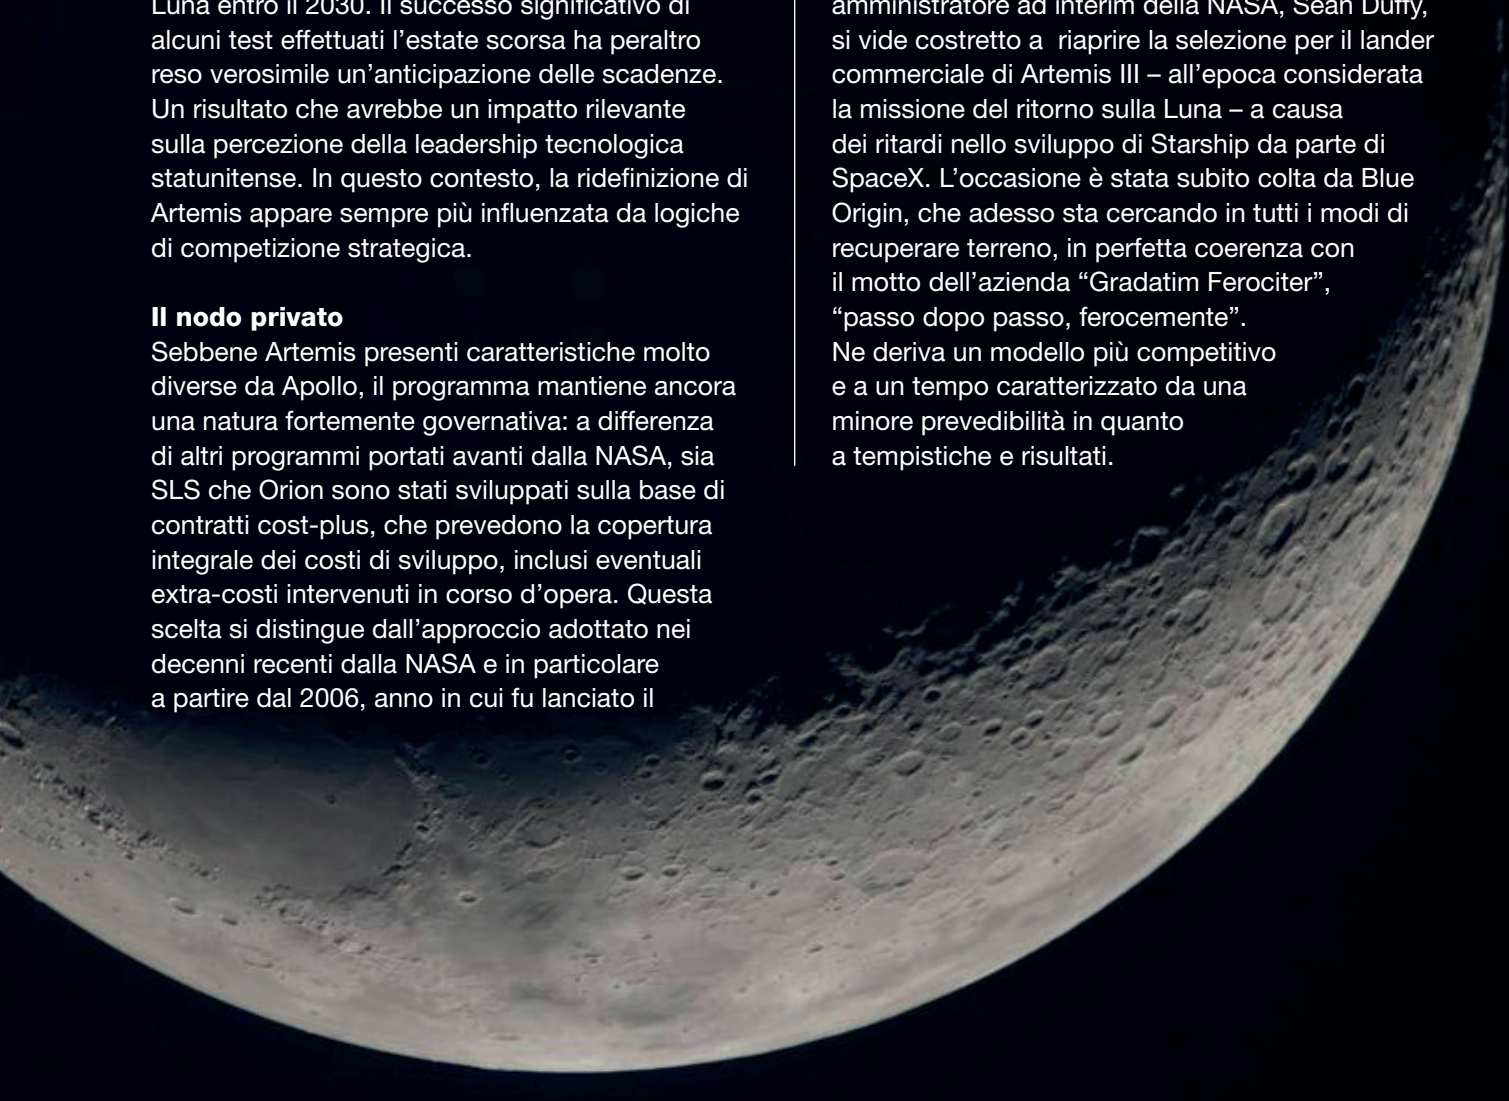 Luna entro il 2030. Il successo significativo di
alcuni test effettuati l’estate scorsa ha peraltro
reso verosimile un’anticipazione delle scadenze.
Un risultato che avrebbe un impatto rilevante
sulla percezione della leadership tecnologica
statunitense. In questo contesto, la ridefinizione di
Artemis appare sempre più influenzata da logiche
di competizione strategica.
Il nodo privato
Sebbene Artemis presenti caratteristiche molto
diverse da Apollo, il programma mantiene ancora
una natura fortemente governativa: a differenza
di altri programmi portati avanti dalla NASA, sia
SLS che Orion sono stati sviluppati sulla base di
contratti cost-plus, che prevedono la copertura
integrale dei costi di sviluppo, inclusi eventuali
extra-costi intervenuti in corso d’opera. Questa
scelta si distingue dall’approccio adottato nei
decenni recenti dalla NASA e in particolare
a partire dal 2006, anno in cui fu lanciato il
amministratore ad interim della NASA, Sean Duffy,
si vide costretto a  riaprire la selezione per il lander
commerciale di Artemis III – all’epoca considerata
la missione del ritorno sulla Luna – a causa
dei ritardi nello sviluppo di Starship da parte di
SpaceX. L’occasione è stata subito colta da Blue
Origin, che adesso sta cercando in tutti i modi di
recuperare terreno, in perfetta coerenza con
il motto dell’azienda “Gradatim Ferociter”,
“passo dopo passo, ferocemente”.
Ne deriva un modello più competitivo
e a un tempo caratterizzato da una
minore prevedibilità in quanto
a tempistiche e risultati.